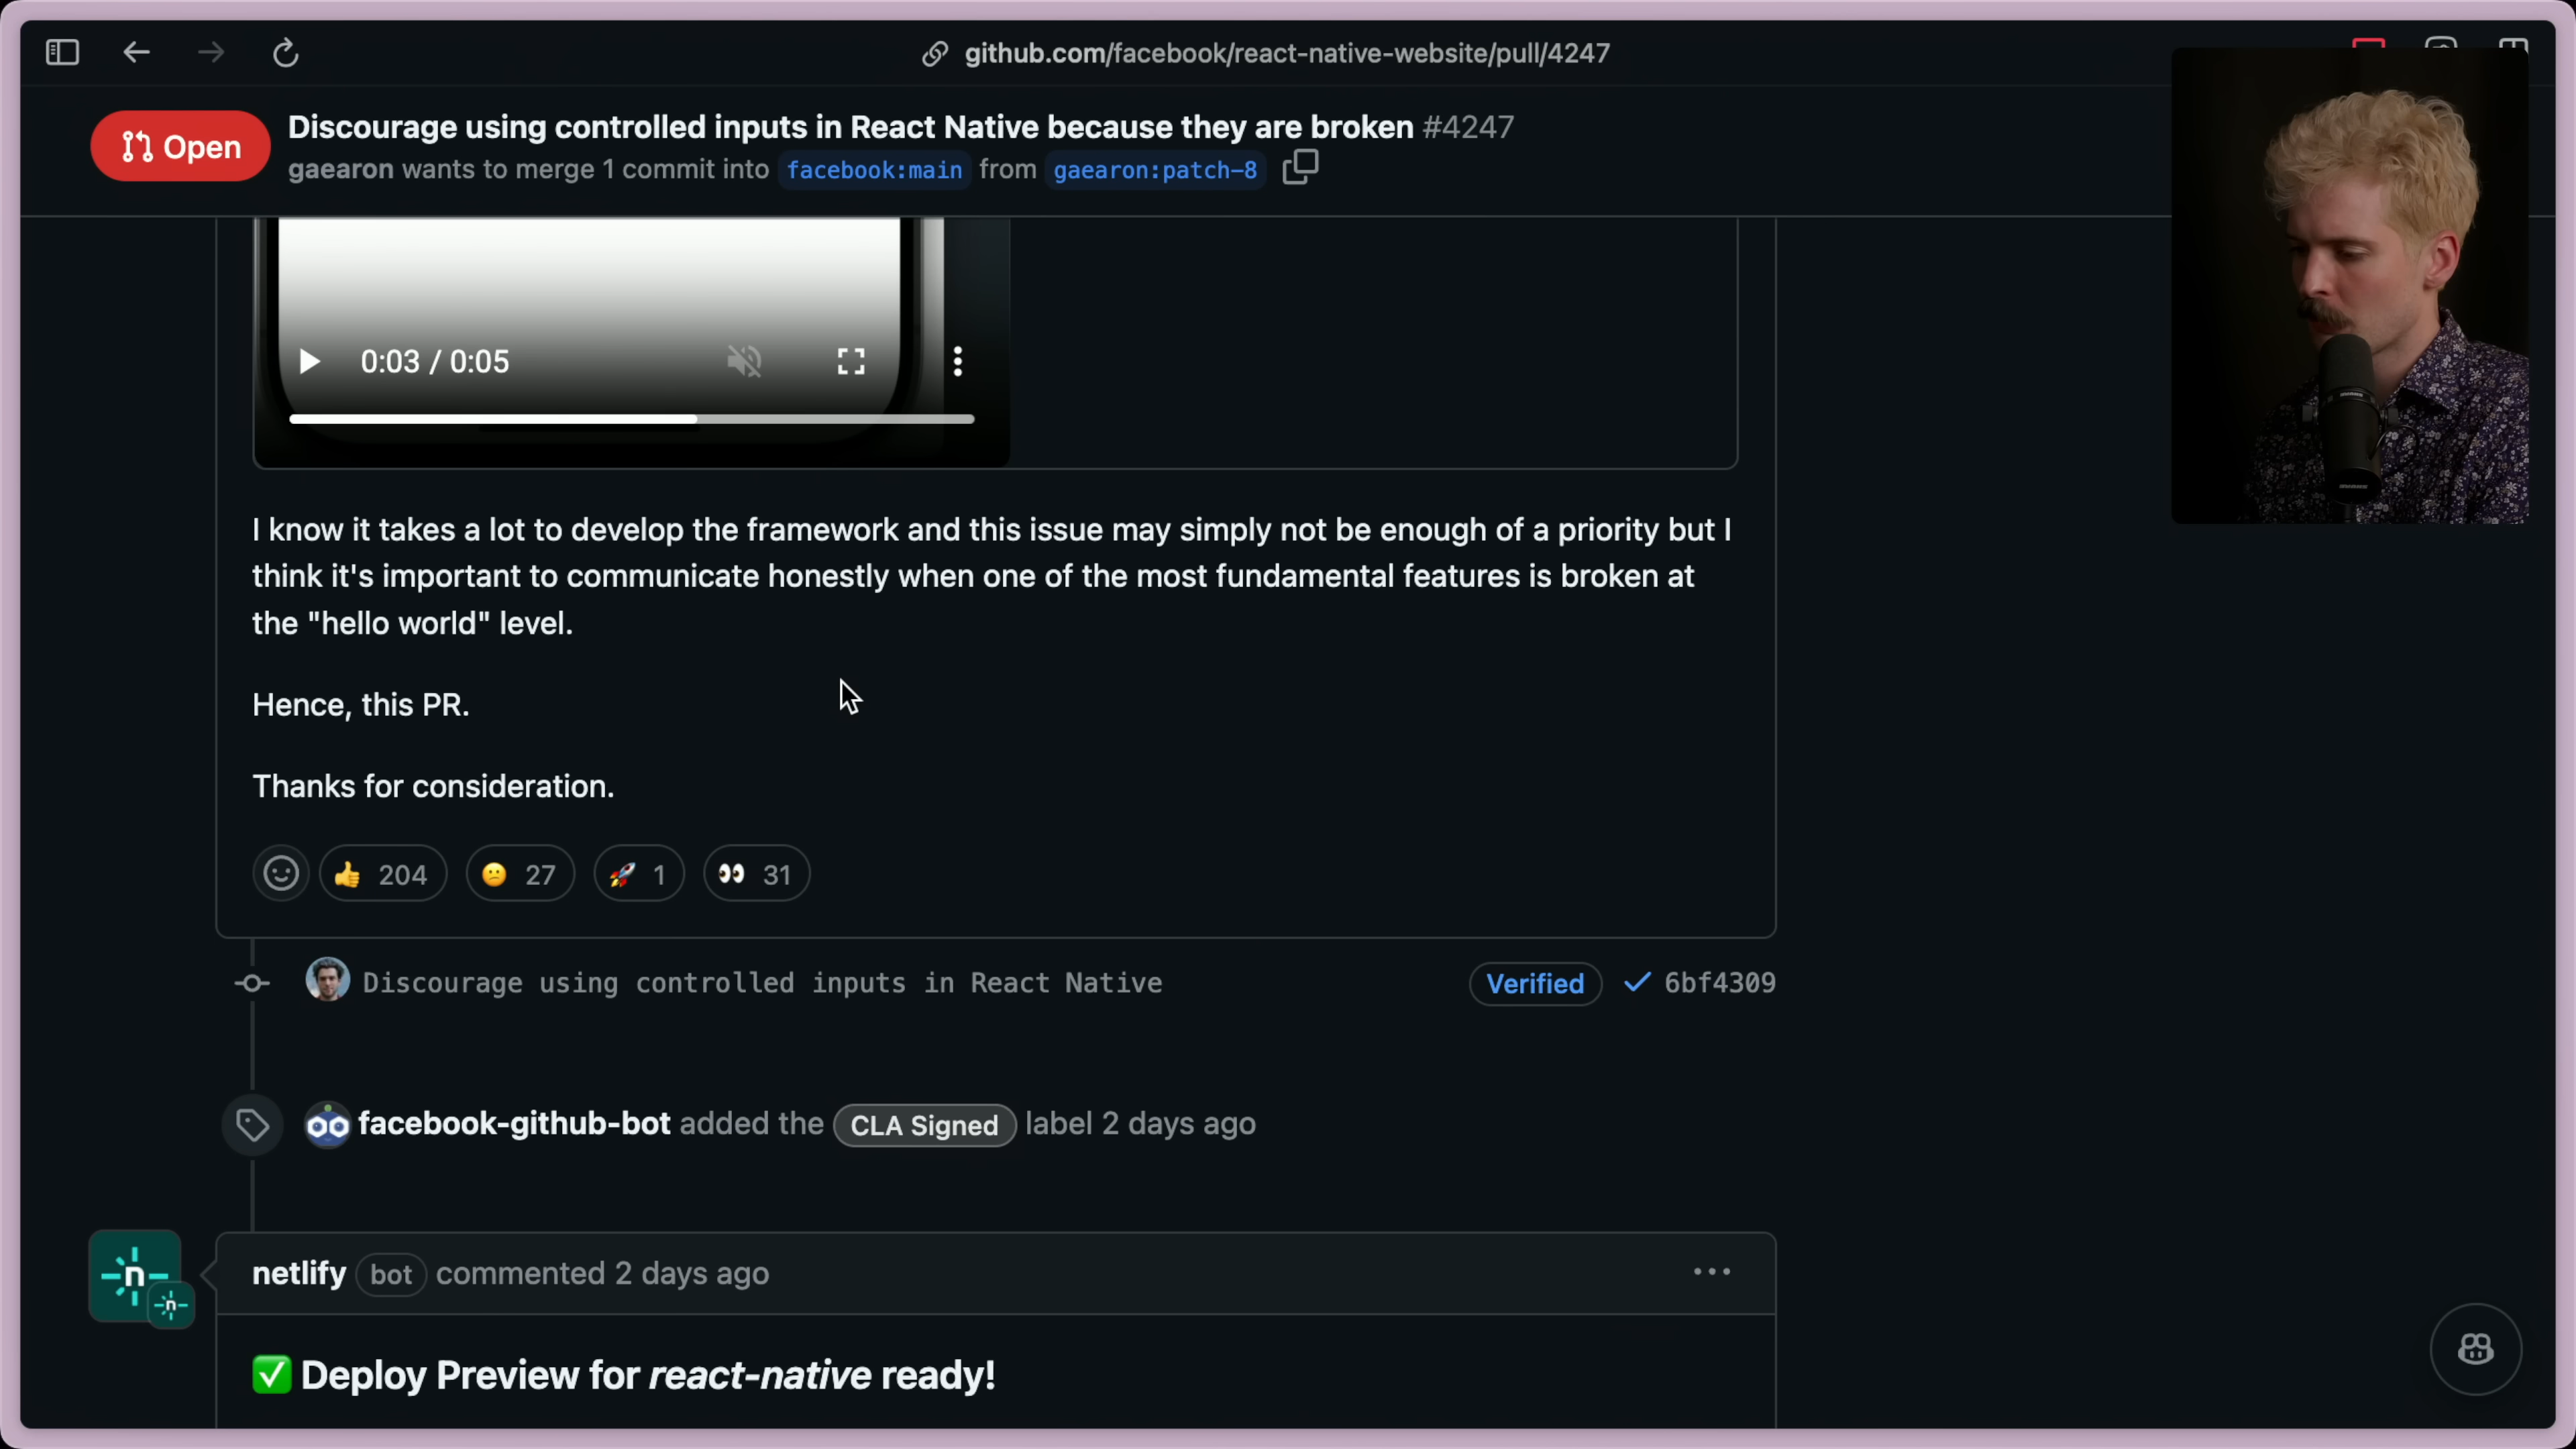 github.com/facebook/react-native-website/pull/4247
Open
Discourage using controlled inputs in React Native because they are broken #4247
gaearon wants to merge 1 commit into facebook:main from gaearon:patch-8
0:03 / 0:05
I know it takes a lot to develop the framework and this issue may simply not be enough of a priority but I
think it's important to communicate honestly when one of the most fundamental features is broken at
the "hello world" level.
Hence, this PR.
Thanks for consideration.
👍 204 😕 27 🚀 1 👀 31
Discourage using controlled inputs in React Native Verified 6bf4309
facebook-github-bot added the CLA Signed label 2 days ago
netlify bot commented 2 days ago
✅ Deploy Preview for react-native ready!